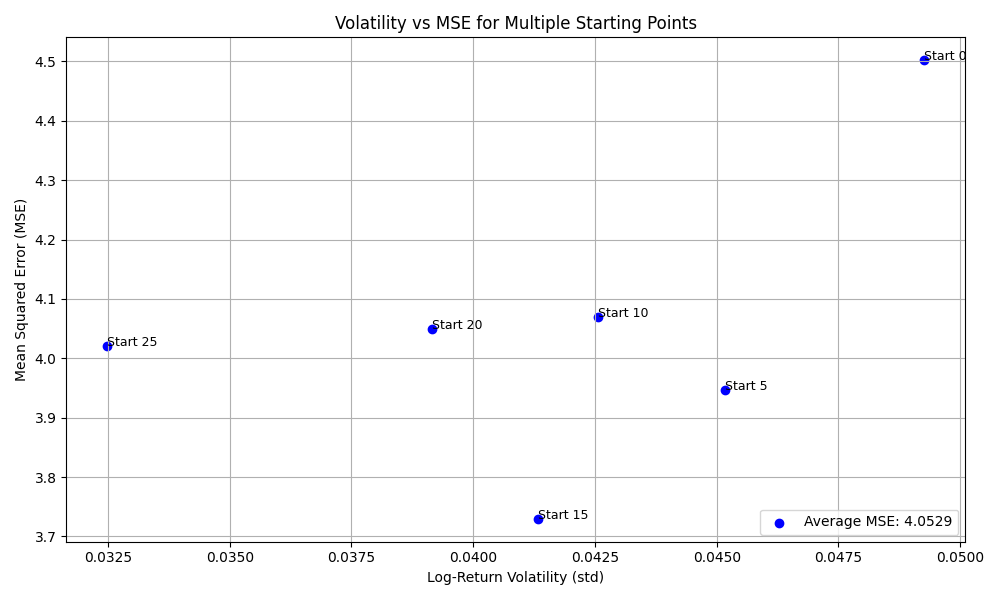 Volatility vs MSE for Multiple Starting Points
Mean Squared Error (MSE)
4.5
4.4
4.3
4.2
4.1
4.0
3.9
3.8
3.7
Start 0
Start 10
Start 20
Start 25
Start 5
Start 15
Average MSE: 4.0529
0.0325 0.0350 0.0375 0.0400 0.0425 0.0450 0.0475 0.0500
Log-Return Volatility (std)